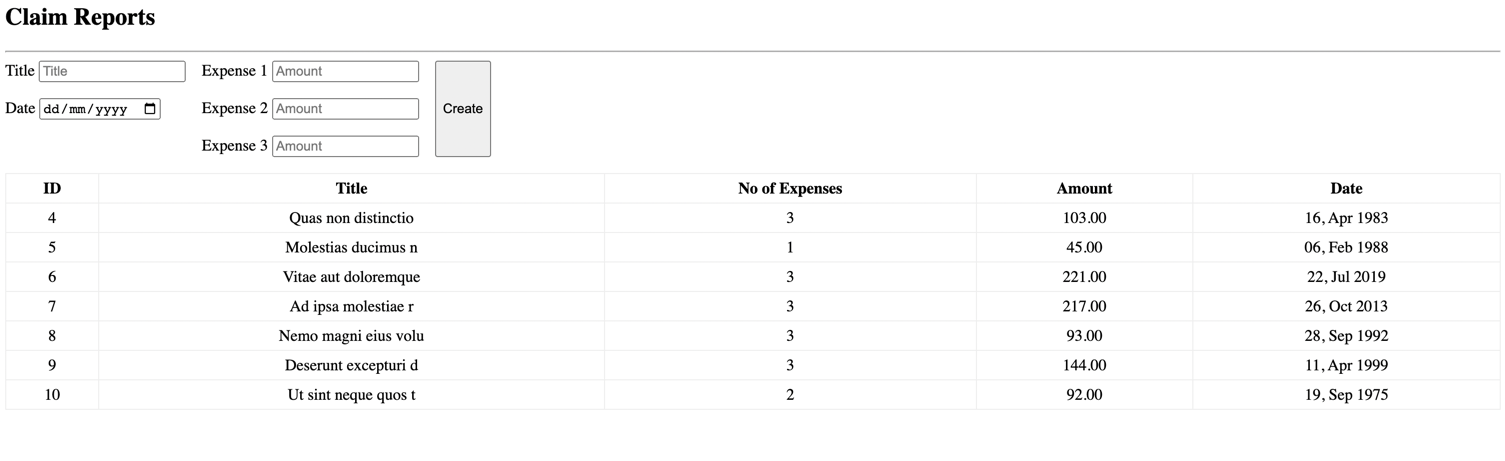 Claim Reports
Title Title Expense 1 Amount
Date dd/mm/yyyy Expense 2 Amount Create
Expense 3 Amount
ID Title No of Expenses Amount Date
4 Quas non distinctio 3 103.00 16, Apr 1983
5 Molestias ducimus n 1 45.00 06, Feb 1988
6 Vitae aut doloremque 3 221.00 22, Jul 2019
7 Ad ipsa molestiae r 3 217.00 26, Oct 2013
8 Nemo magni eius volu 3 93.00 28, Sep 1992
9 Deserunt excepturi d 3 144.00 11, Apr 1999
10 Ut sint neque quos t 2 92.00 19, Sep 1975